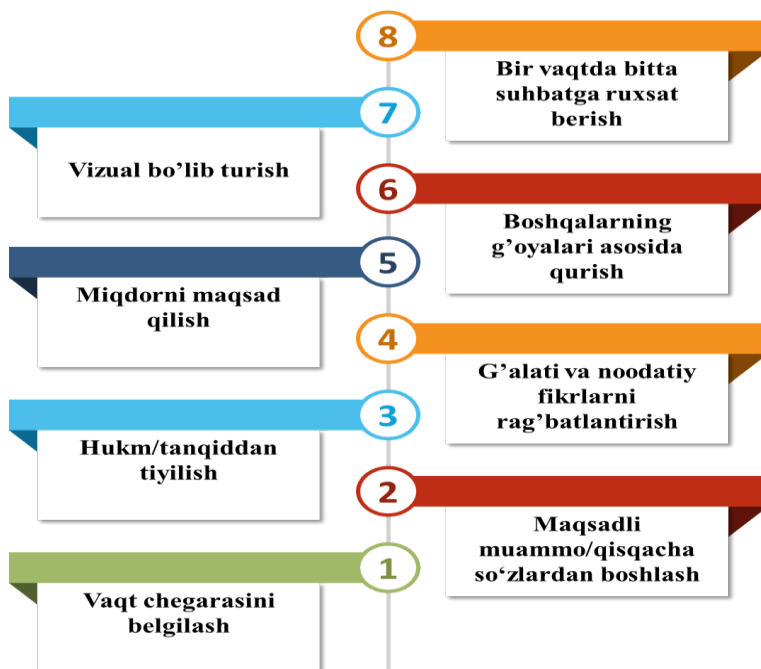 8
Bir vaqtda bitta
suhbatga ruxsat
berish
7
Vizual bo’lib turish
6
Boshqalarning
g’oyalari asosida
qurish
5
Miqdorni maqsad
qilish
4
G’alati va noodatiy
fikrlarni
rag’batlantirish
3
Hukm/tanqiddan
tiyilish
2
Maqsadli
muammo/qisqacha
so‘zlardan boshlash
1
Vaqt chegarasini
belgilash